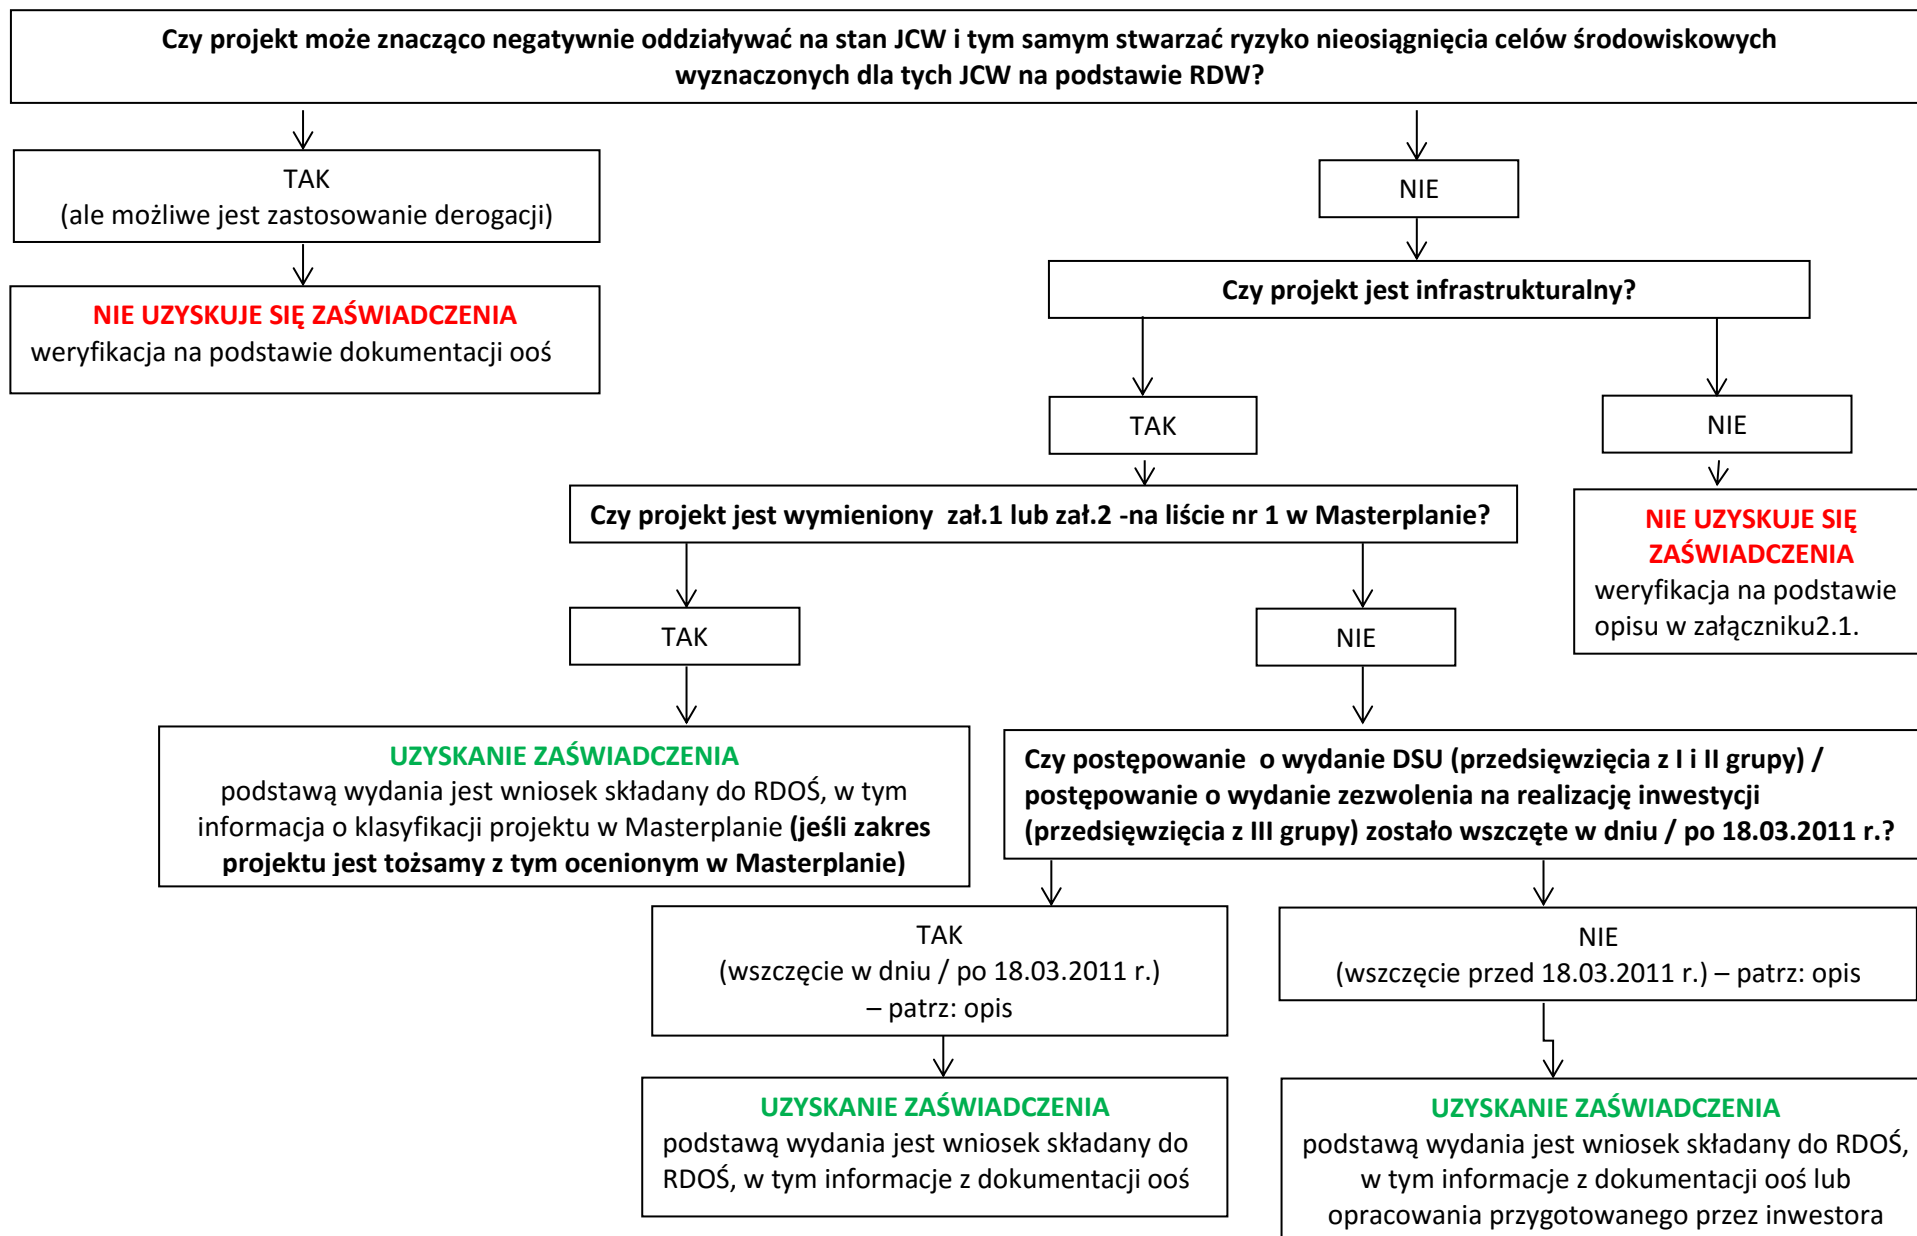 Czy projekt może znacząco negatywnie oddziaływać na stan JCW i tym samym stwarzać ryzyko nieosiągnięcia celów środowiskowych
wyznaczonych dla tych JCW na podstawie RDW?
TAK
(ale możliwe jest zastosowanie derogacji)
NIE
NIE UZYSKUJE SIĘ ZAŚWIADCZENIA
weryfikacja na podstawie dokumentacji ooś
Czy projekt jest infrastrukturalny?
TAK
NIE
Czy projekt jest wymieniony zał.1 lub zał.2 -na liście nr 1 w Masterplanie?
NIE UZYSKUJE SIĘ
ZAŚWIADCZENIA
weryfikacja na podstawie
opisu w załączniku2.1.
TAK
NIE
UZYSKANIE ZAŚWIADCZENIA
podstawą wydania jest wniosek składany do RDOŚ, w tym
informacja o klasyfikacji projektu w Masterplanie (jeśli zakres
projektu jest tożsamy z tym ocenionym w Masterplanie)
Czy postępowanie o wydanie DSU (przedsięwzięcia z I i II grupy) /
postępowanie o wydanie zezwolenia na realizację inwestycji
(przedsięwzięcia z III grupy) zostało wszczęte w dniu / po 18.03.2011 r.?
TAK
(wszczęcie w dniu / po 18.03.2011 r.)
– patrz: opis
NIE
(wszczęcie przed 18.03.2011 r.) – patrz: opis
UZYSKANIE ZAŚWIADCZENIA
podstawą wydania jest wniosek składany do
RDOŚ, w tym informacje z dokumentacji ooś
UZYSKANIE ZAŚWIADCZENIA
podstawą wydania jest wniosek składany do RDOŚ,
w tym informacje z dokumentacji ooś lub
opracowania przygotowanego przez inwestora